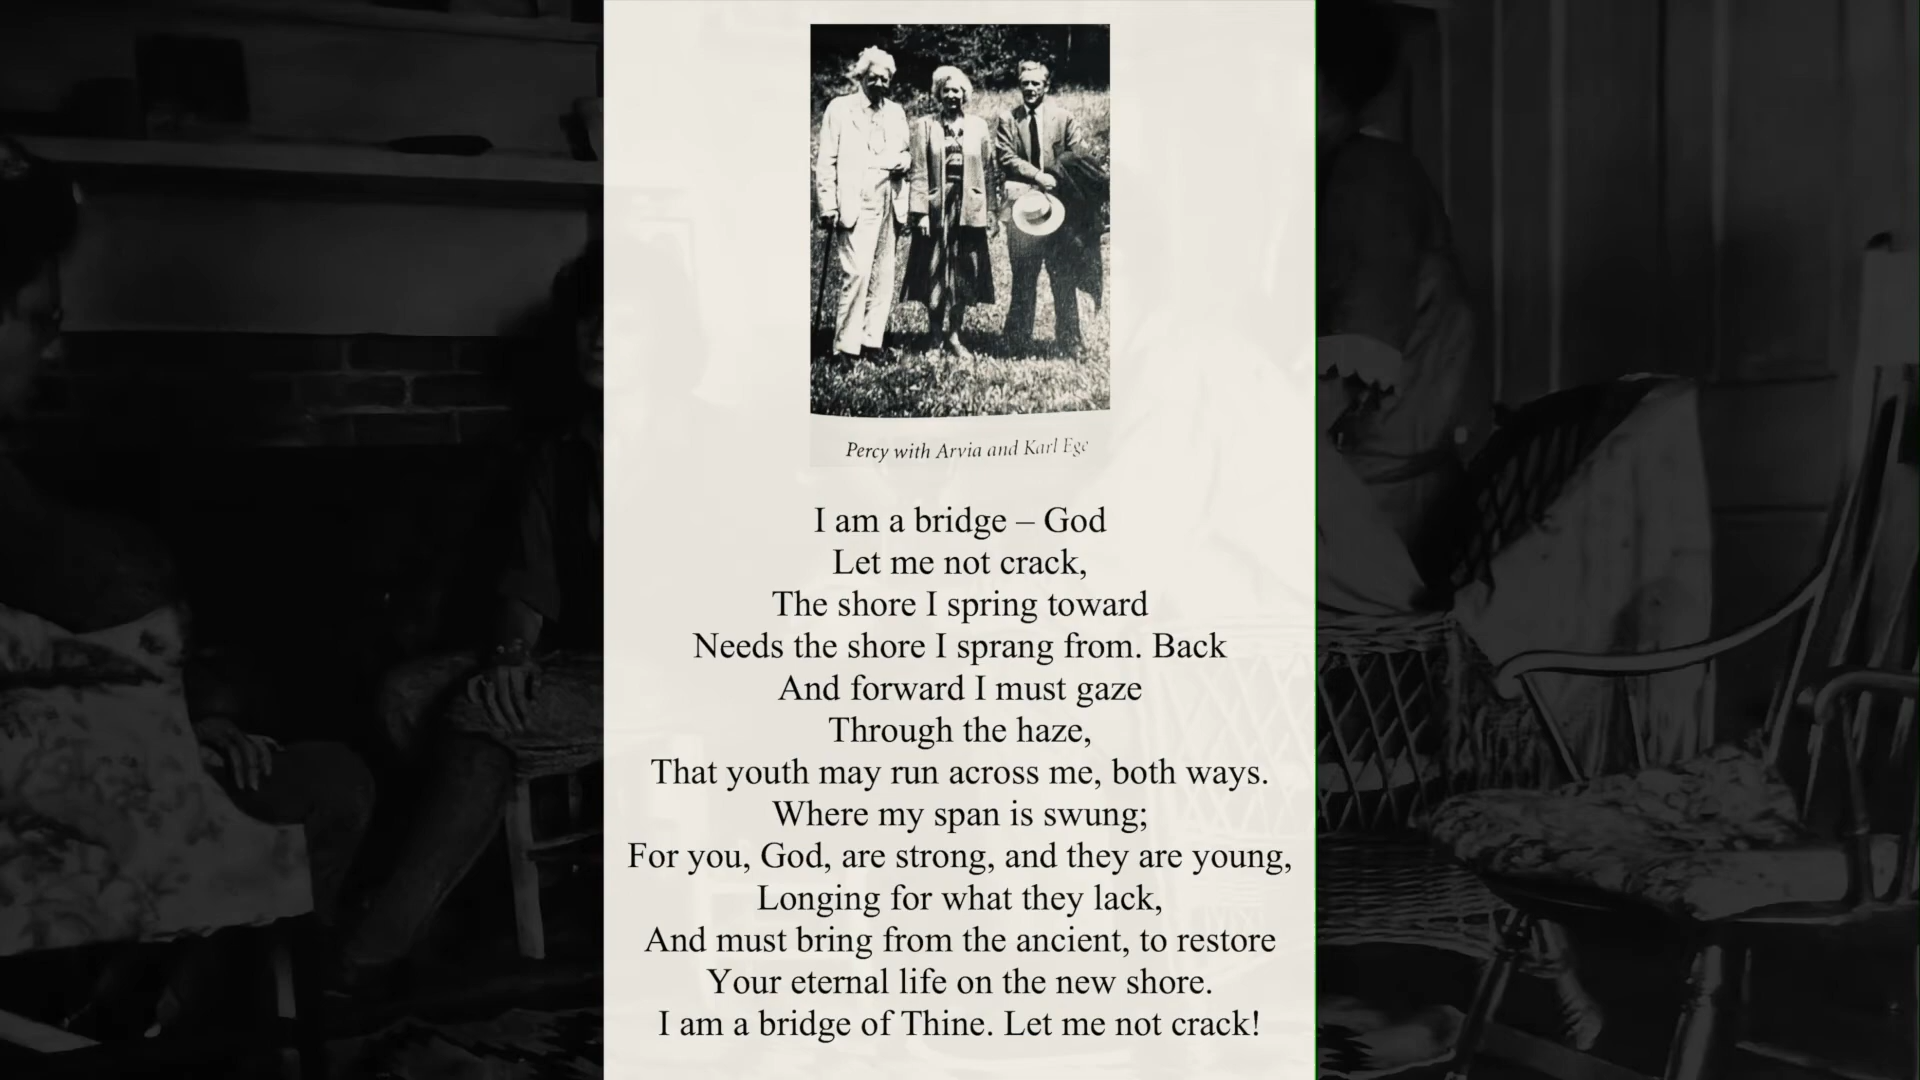 Percy with Arvia and Karl Ege
I am a bridge – God
Let me not crack,
The shore I spring toward
Needs the shore I sprang from. Back
And forward I must gaze
Through the haze,
That youth may run across me, both ways.
Where my span is swung;
For you, God, are strong, and they are young,
Longing for what they lack,
And must bring from the ancient, to restore
Your eternal life on the new shore.
I am a bridge of Thine. Let me not crack!